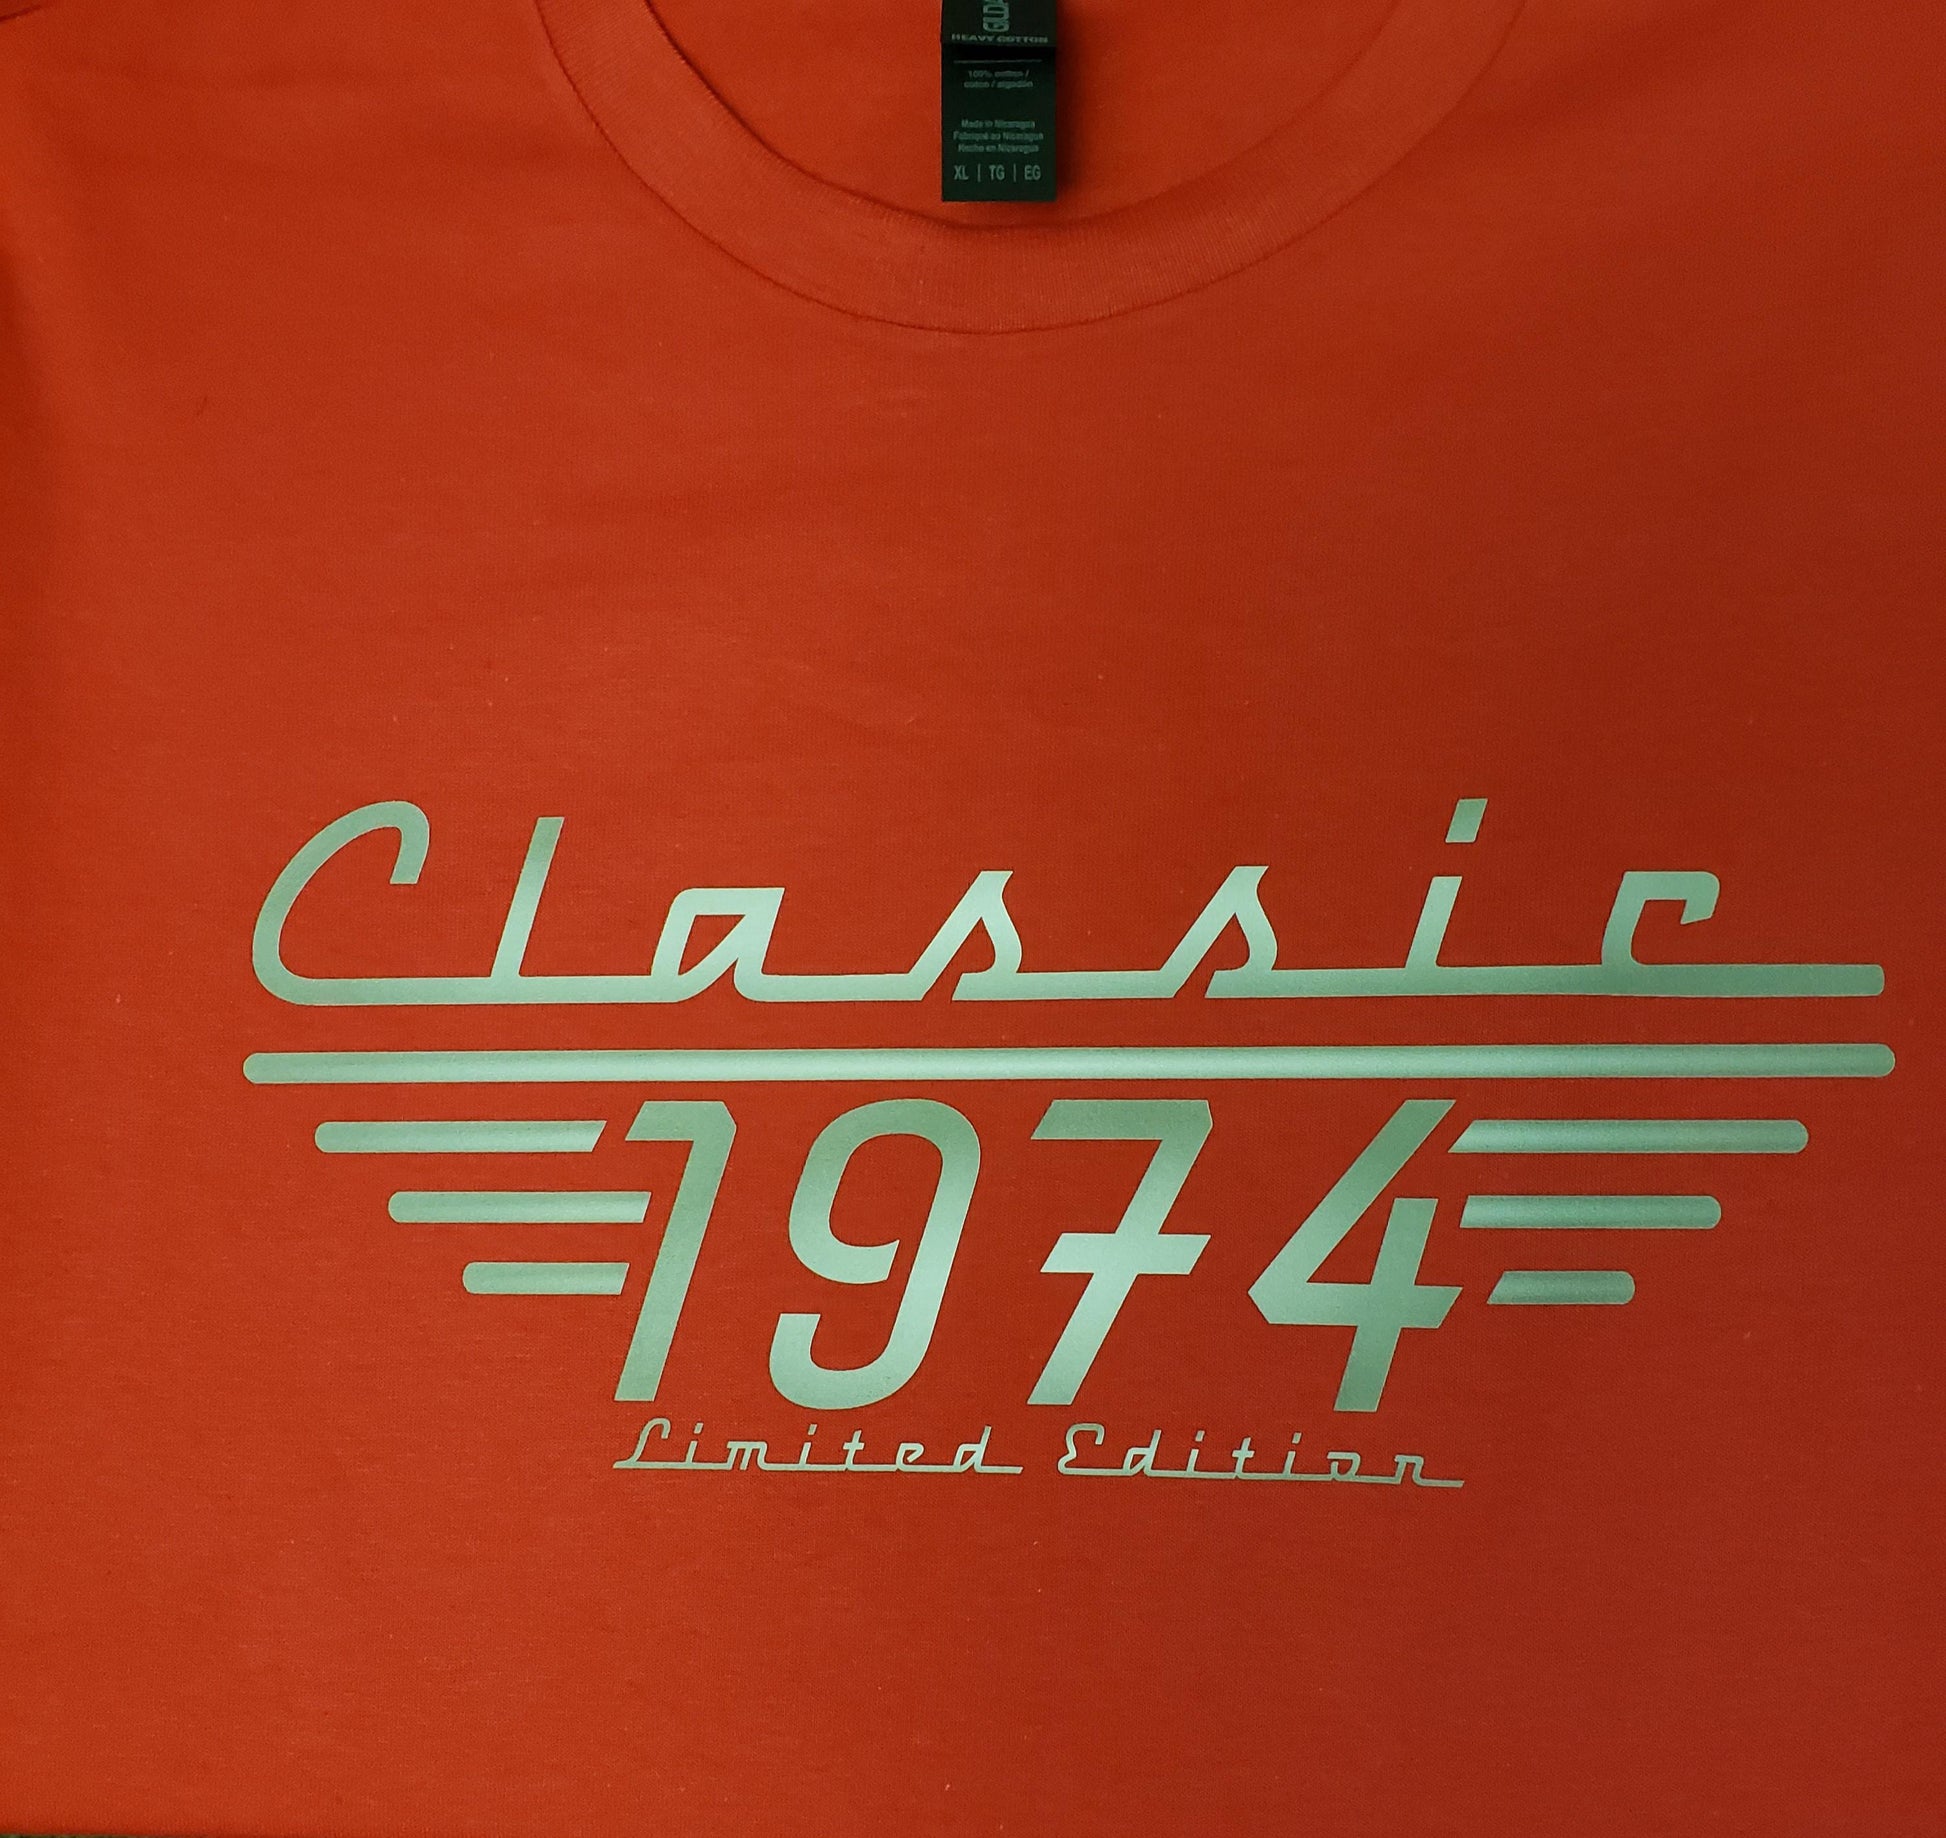 HEAVY COTTON
100% cotton /
coton / algodón
Made in Nicaragua
Fabriqué au Nicaragua
Hecho en Nicaragua
XL | TG | EG
Classic
1974
Limited Edition